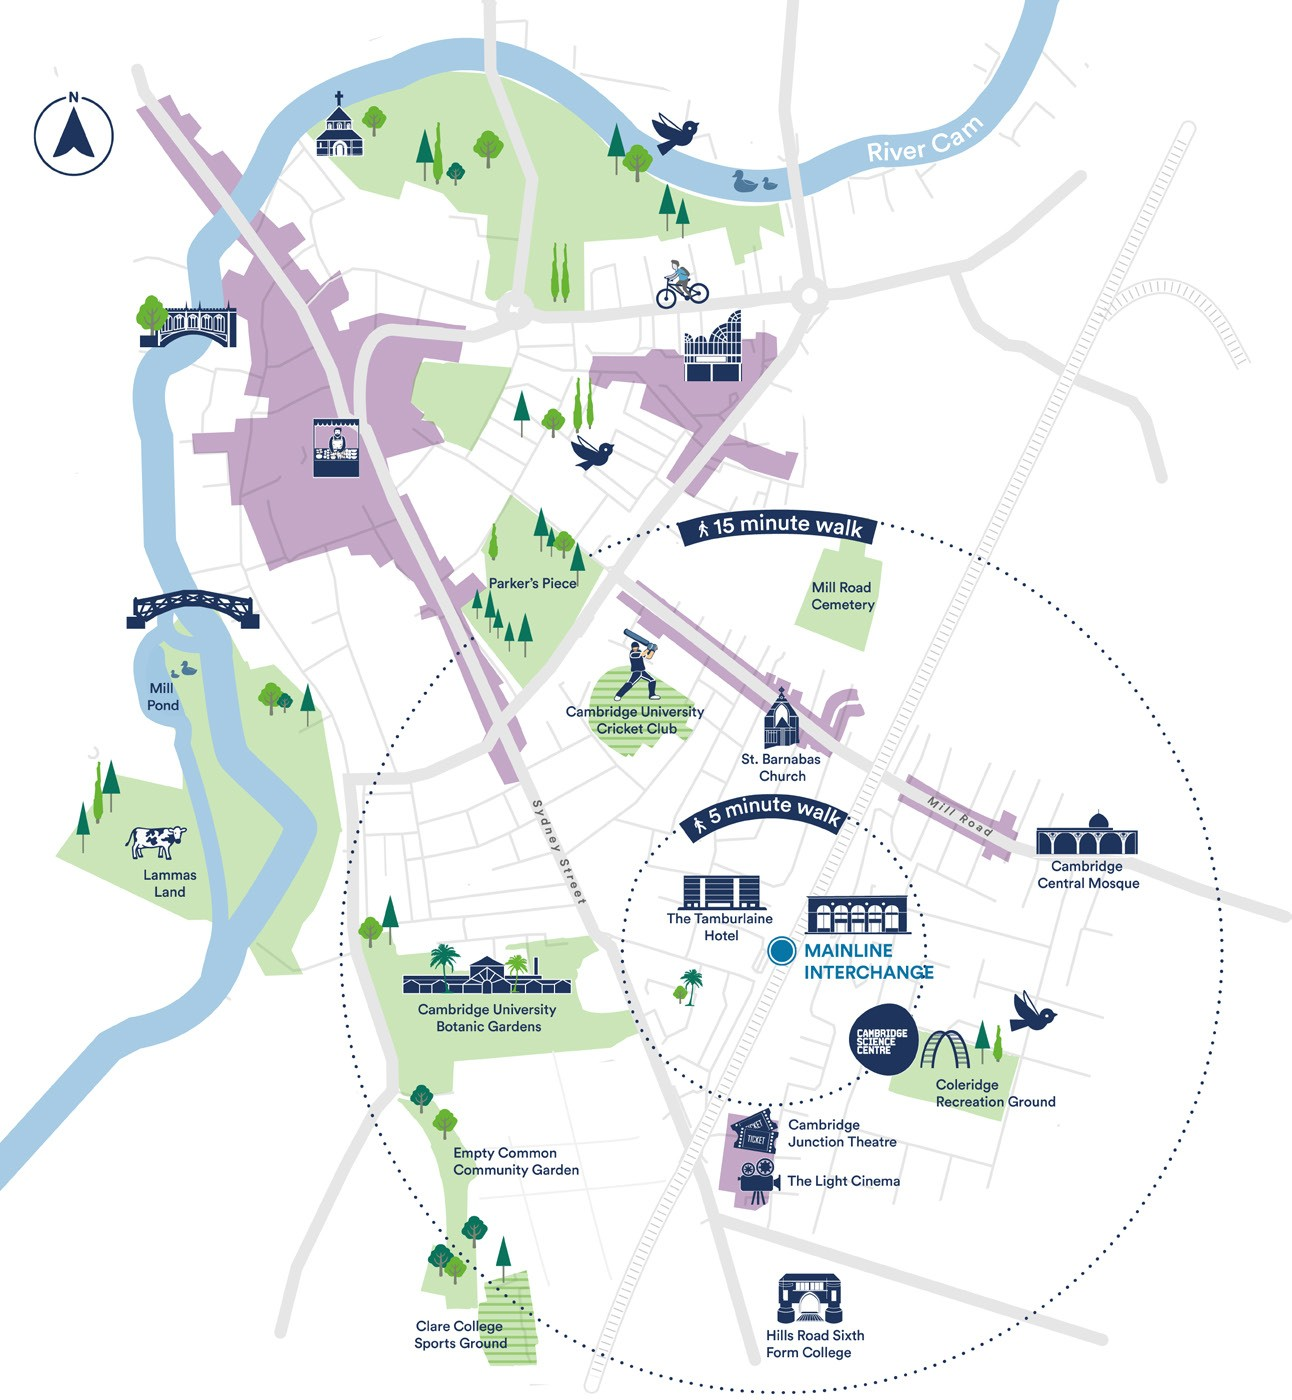 N
River Cam
15 minute walk
Parker's Piece
Mill Road
Cemetery
Mill
Pond
Cambridge University
Cricket Club
St. Barnabas
Church
5 minute walk
Mill Road
Sydney Street
Cambridge
Central Mosque
Lammas
Land
The Tamburlaine
Hotel
MAINLINE
INTERCHANGE
Cambridge University
Botanic Gardens
CAMBRIDGE
SCIENCE
CENTRE
Coleridge
Recreation Ground
TICKET
TICKET
Cambridge
Junction Theatre
The Light Cinema
Empty Common
Community Garden
Clare College
Sports Ground
Hills Road Sixth
Form College